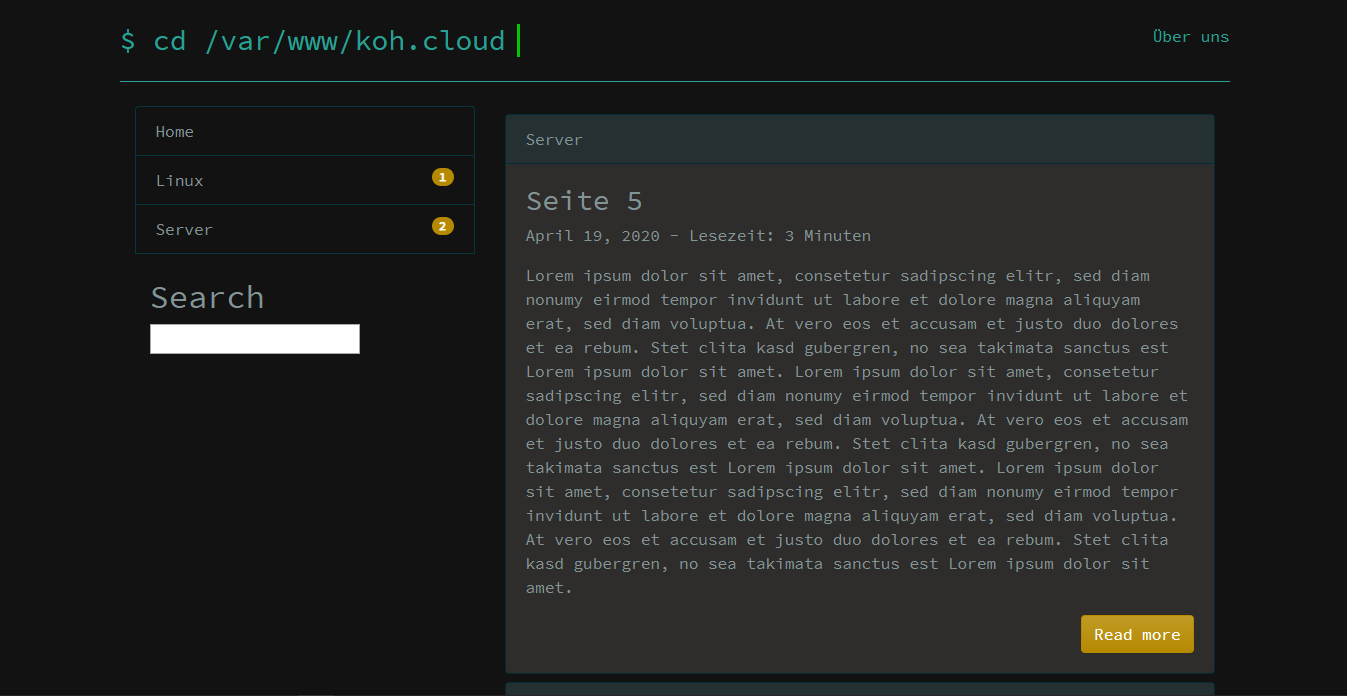 $ cd /var/www/koh.cloud
Über uns
Home
Linux 1
Server 2
Search
Server
Seite 5
April 19, 2020 - Lesezeit: 3 Minuten
Lorem ipsum dolor sit amet, consetetur sadipscing elitr, sed diam
nonumy eirmod tempor invidunt ut labore et dolore magna aliquyam
erat, sed diam voluptua. At vero eos et accusam et justo duo dolores
et ea rebum. Stet clita kasd gubergren, no sea takimata sanctus est
Lorem ipsum dolor sit amet. Lorem ipsum dolor sit amet, consetetur
sadipscing elitr, sed diam nonumy eirmod tempor invidunt ut labore et
dolore magna aliquyam erat, sed diam voluptua. At vero eos et accusam
et justo duo dolores et ea rebum. Stet clita kasd gubergren, no sea
takimata sanctus est Lorem ipsum dolor sit amet. Lorem ipsum dolor
sit amet, consetetur sadipscing elitr, sed diam nonumy eirmod tempor
invidunt ut labore et dolore magna aliquyam erat, sed diam voluptua.
At vero eos et accusam et justo duo dolores et ea rebum. Stet clita
kasd gubergren, no sea takimata sanctus est Lorem ipsum dolor sit
amet.
Read more